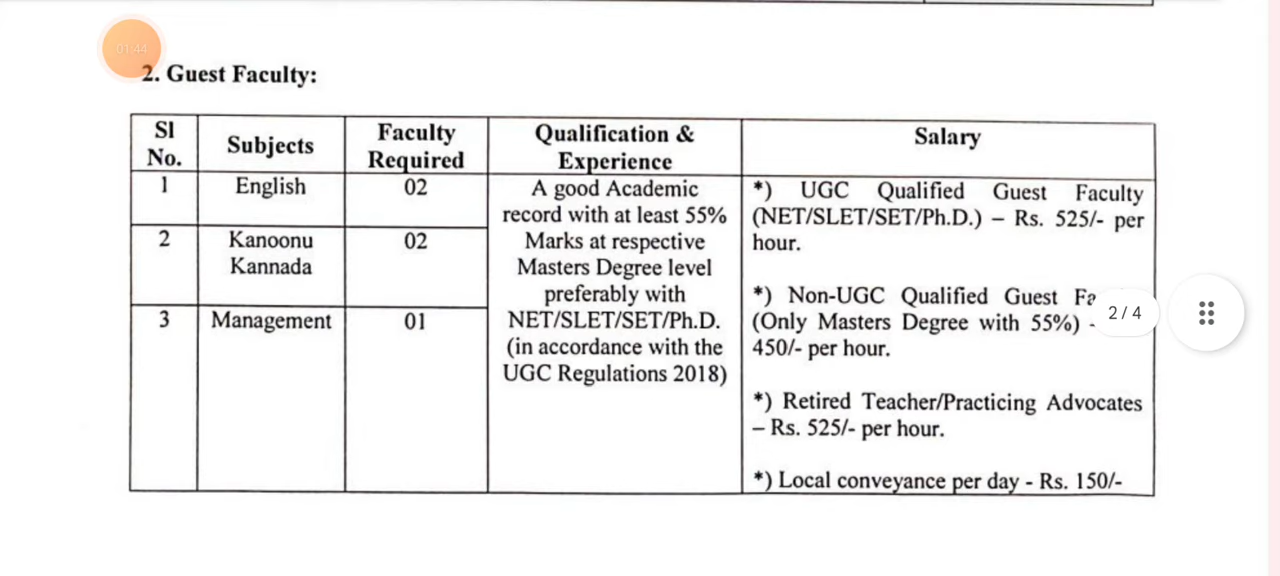 01:44
2. Guest Faculty:
Sl No. Subjects Faculty Required Qualification & Experience Salary
1 English 02
2 Kanoonu Kannada 02
3 Management 01
A good Academic
record with at least 55%
Marks at respective
Masters Degree level
preferably with
NET/SLET/SET/Ph.D.
(in accordance with the
UGC Regulations 2018)
*) UGC Qualified Guest Faculty
(NET/SLET/SET/Ph.D.) – Rs. 525/- per
hour.
*) Non-UGC Qualified Guest
(Only Masters Degree with 55%) -
450/- per hour.
*) Retired Teacher/Practicing Advocates
– Rs. 525/- per hour.
*) Local conveyance per day - Rs. 150/-
2 / 4